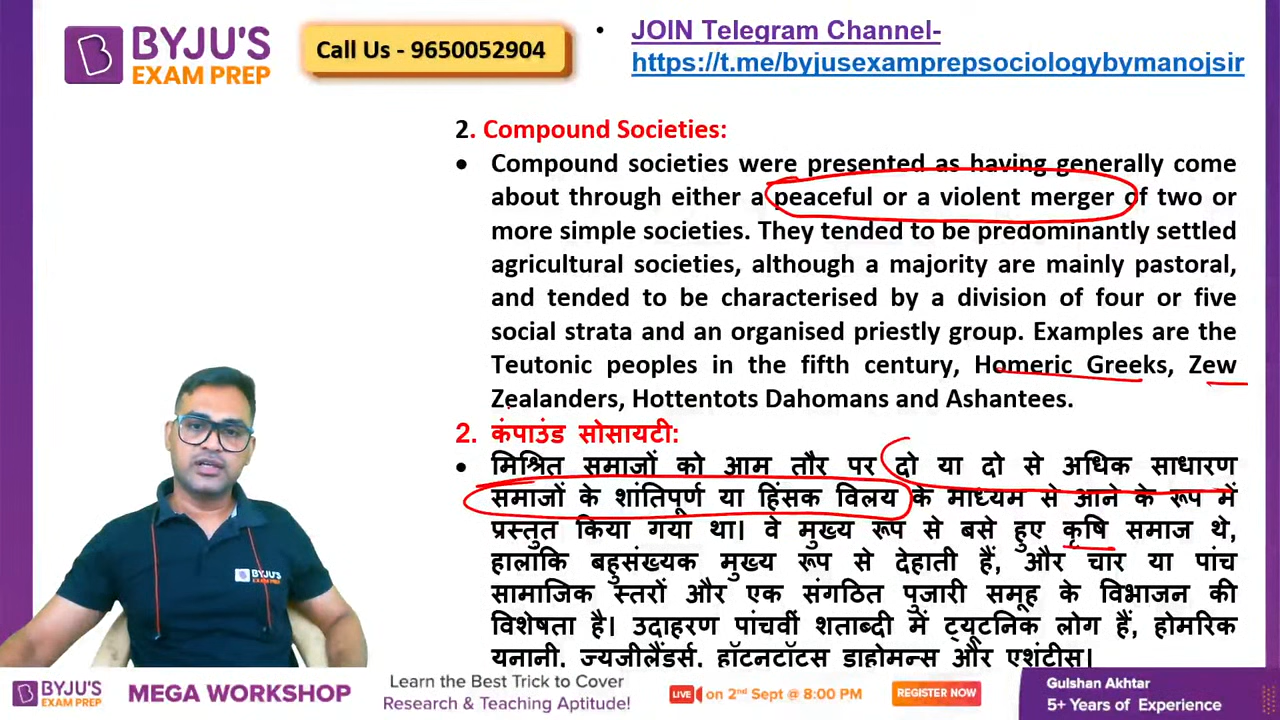 BYJU'S
EXAM PREP
Call Us - 9650052904
• JOIN Telegram Channel-
https://t.me/byjusexamprepsociologybymanojsir
2. Compound Societies:
• Compound societies were presented as having generally come
about through either a peaceful or a violent merger of two or
more simple societies. They tended to be predominantly settled
agricultural societies, although a majority are mainly pastoral,
and tended to be characterised by a division of four or five
social strata and an organised priestly group. Examples are the
Teutonic peoples in the fifth century, Homeric Greeks, Zew
Zealanders, Hottentots Dahomans and Ashantees.
2. कंपाउंड सोसायटी:
• मिश्रित समाजों को आम तौर पर दो या दो से अधिक साधारण
समाजों के शांतिपूर्ण या हिंसक विलय के माध्यम से आने के रूप में
प्रस्तुत किया गया था। वे मुख्य रूप से बसे हुए कृषि समाज थे,
हालाकि बहुसंख्यक मुख्य रूप से देहाती हैं, और चार या पांच
सामाजिक स्तरों और एक संगठित पुजारी समूह के विभाजन की
विशेषता है। उदाहरण पांचवीं शताब्दी में ट्यूटनिक लोग हैं, होमरिक
यूनानी, ज्यूजीलैंडर्स, हॉटनटॉट्स डाहोमन्स और एशंटीस।
BYJU'S
EXAM PREP
BYJU'S
EXAM PREP
MEGA WORKSHOP
Learn the Best Trick to Cover
Research & Teaching Aptitude!
LIVE on 2nd Sept @ 8:00 PM
REGISTER NOW
Gulshan Akhtar
5+ Years of Experience